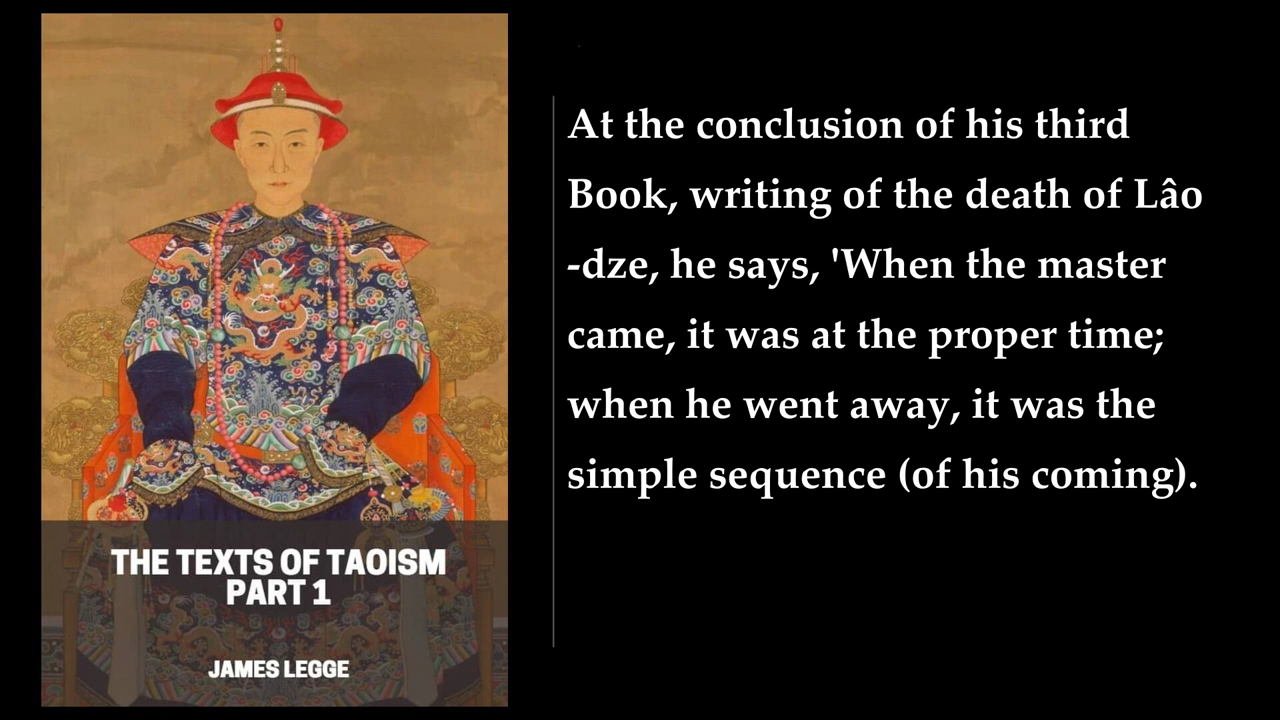 THE TEXTS OF TAOISM
PART 1
JAMES LEGGE
At the conclusion of his third
Book, writing of the death of Lâo
-dze, he says, 'When the master
came, it was at the proper time;
when he went away, it was the
simple sequence (of his coming).